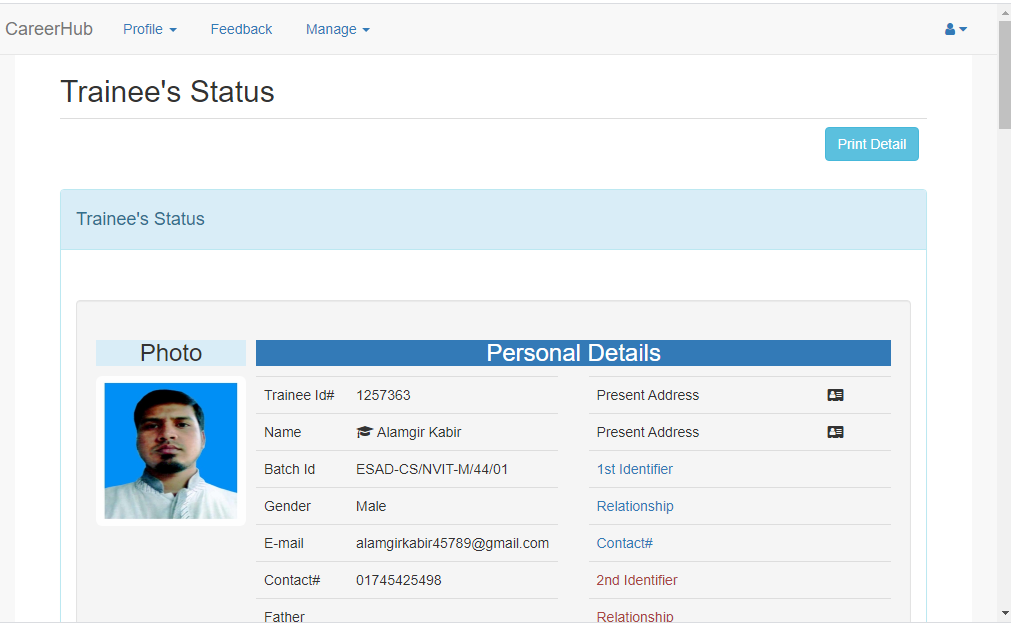 CareerHub Profile Feedback Manage
Trainee's Status
Print Detail
Trainee's Status
Photo Personal Details
Trainee Id# 1257363 Present Address
Name Alamgir Kabir Present Address
Batch Id ESAD-CS/NVIT-M/44/01 1st Identifier
Gender Male Relationship
E-mail alamgirkabir45789@gmail.com Contact#
Contact# 01745425498 2nd Identifier
Father Relationship